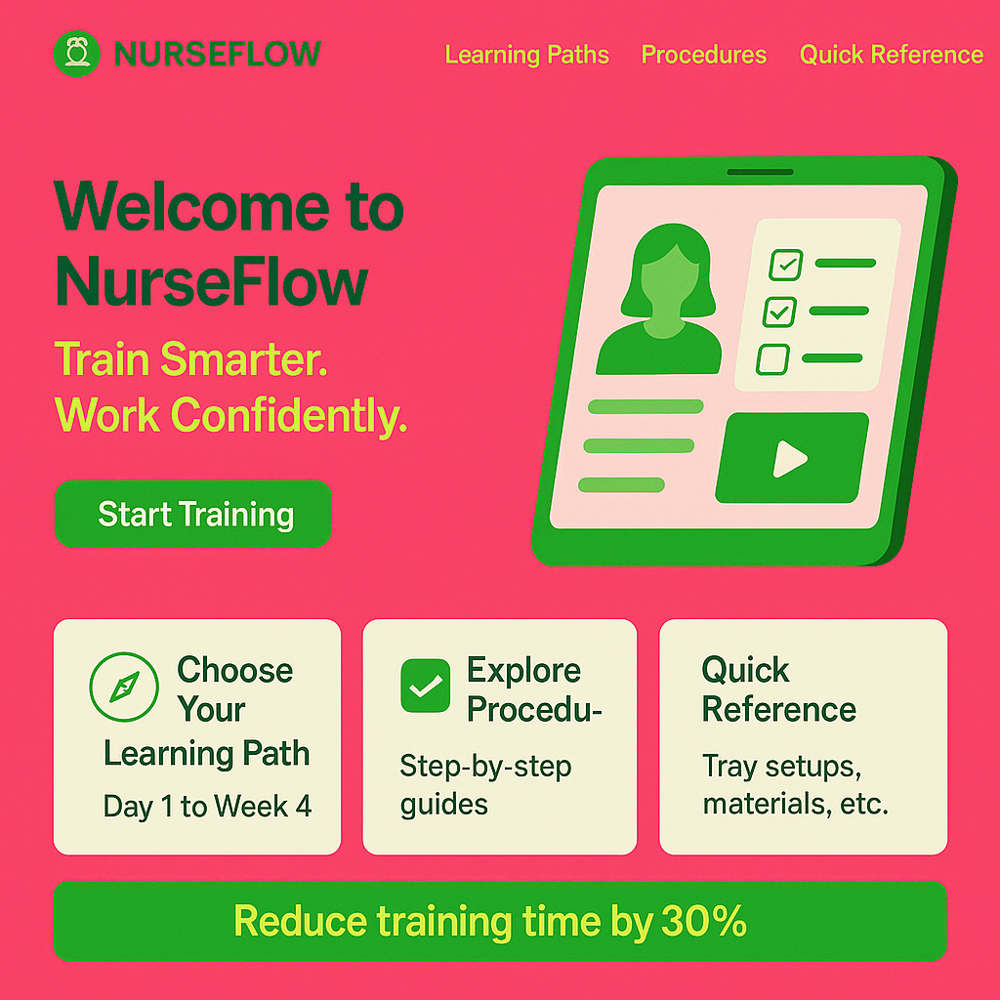 NURSEFLOW
Learning Paths Procedures Quick Reference
Welcome to
NurseFlow
Train Smarter.
Work Confidently.
Start Training
Choose
Your
Learning Path
Day 1 to Week 4
Explore
Procedu-
Step-by-step
guides
Quick
Reference
Tray setups,
materials, etc.
Reduce training time by 30%